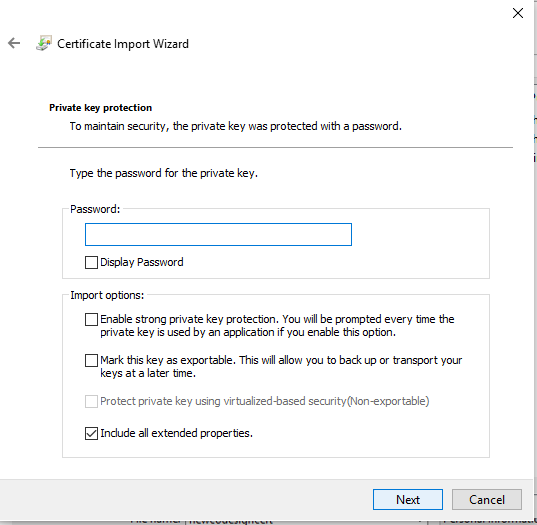 Certificate Import Wizard
Private key protection
To maintain security, the private key was protected with a password.
Type the password for the private key.
Password:
Display Password
Import options:
Enable strong private key protection. You will be prompted every time the
private key is used by an application if you enable this option.
Mark this key as exportable. This will allow you to back up or transport your
keys at a later time.
Protect private key using virtualized-based security(Non-exportable)
Include all extended properties.
Next
Cancel